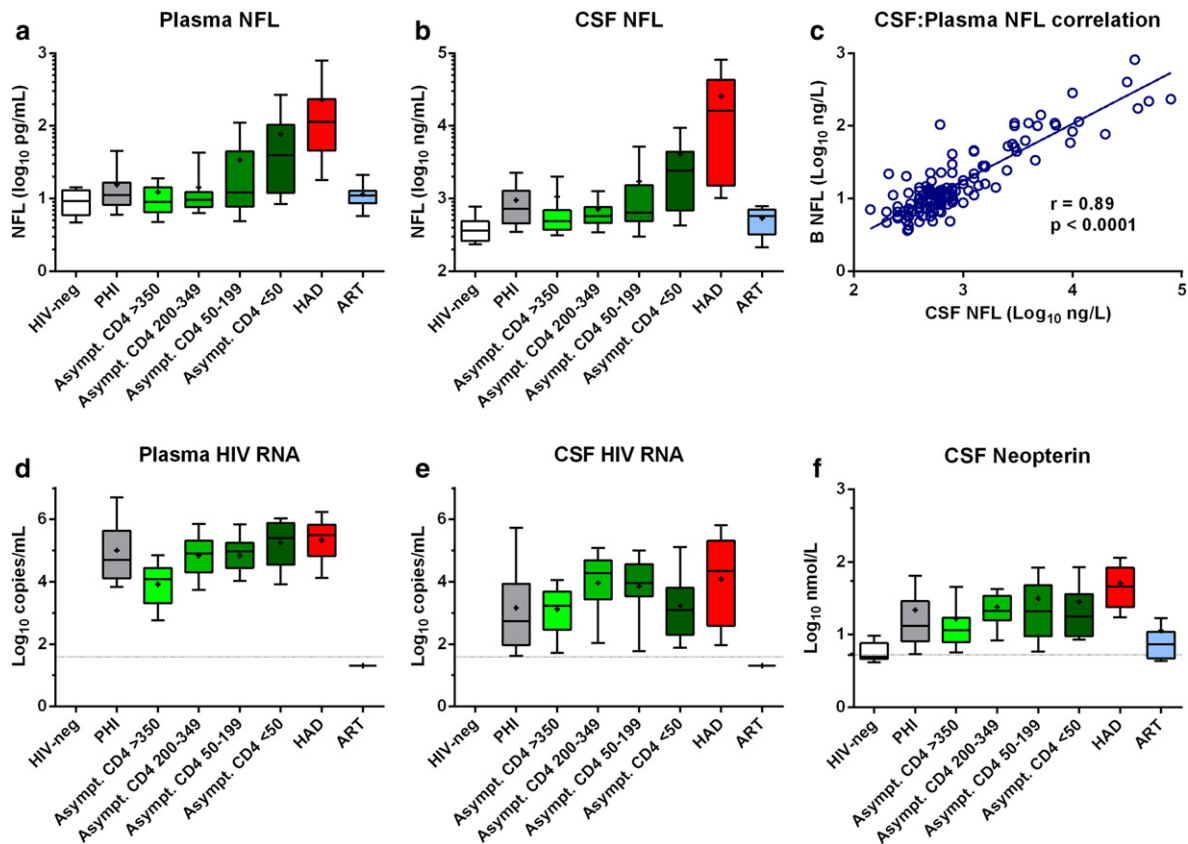 a Plasma NFL
NFL (log10 pg/mL)
3
2
1
0
HIV-neg
PHI
Asympt. CD4 >350
Asympt. CD4 200-349
Asympt. CD4 50-199
Asympt. CD4 <50
HAD
ART
b CSF NFL
NFL (log10 ng/mL)
5
4
3
2
HIV-neg
PHI
Asympt. CD4 >350
Asympt. CD4 200-349
Asympt. CD4 50-199
Asympt. CD4 <50
HAD
ART
c CSF:Plasma NFL correlation
B NFL (Log10 ng/L)
3
2
1
0
r = 0.89
p < 0.0001
2 3 4 5
CSF NFL (Log10 ng/L)
d Plasma HIV RNA
Log10 copies/mL
6
4
2
0
HIV-neg
PHI
Asympt. CD4 >350
Asympt. CD4 200-349
Asympt. CD4 50-199
Asympt. CD4 <50
HAD
ART
e CSF HIV RNA
Log10 copies/mL
6
4
2
0
HIV-neg
PHI
Asympt. CD4 >350
Asympt. CD4 200-349
Asympt. CD4 50-199
Asympt. CD4 <50
HAD
ART
f CSF Neopterin
Log10 nmol/L
3
2
1
0
HIV-neg
PHI
Asympt. CD4 >350
Asympt. CD4 200-349
Asympt. CD4 50-199
Asympt. CD4 <50
HAD
ART